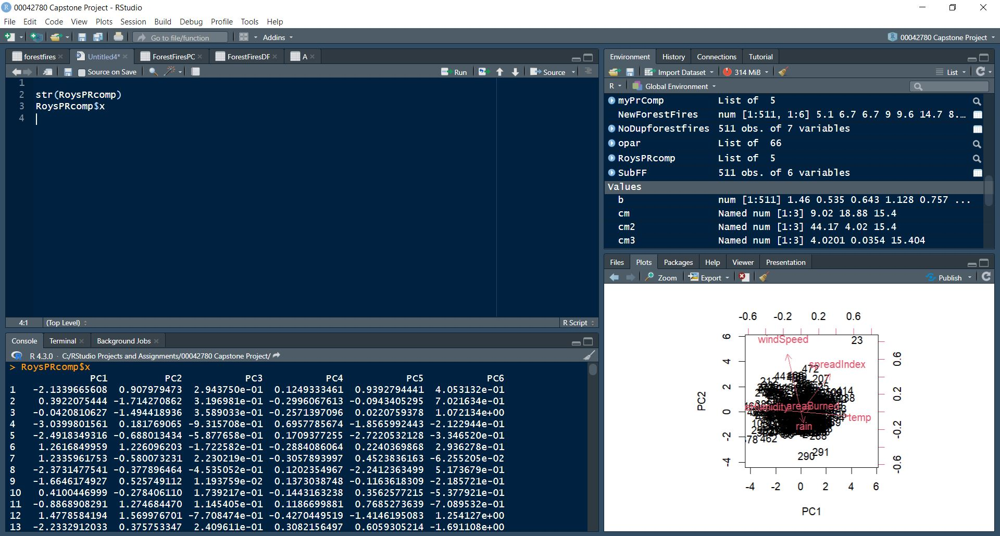 00042780 Capstone Project - RStudio
File Edit Code View Plots Session Build Debug Profile Tools Help
Go to file/function Addins 00042780 Capstone Project
forestfires Untitled4* ForestFiresPC ForestFiresDF A
Source on Save Run Source
1
2 str(RoysPRcomp)
3 RoysPRcomp$x
4
4:1 (Top Level) R Script
Console Terminal Background Jobs
R 4.3.0 · C:/RStudio Projects and Assignments/00042780 Capstone Project/
> RoysPRcomp$x
PC1 PC2 PC3 PC4 PC5 PC6
1 -2.1339665608 0.907979473 2.943750e-01 0.1249333461 0.9392794441 4.053132e-01
2 0.3922075444 -1.714270862 3.196981e-01 -0.2996067613 -0.0943405295 7.021634e-01
3 -0.0420810627 -1.494418936 3.589033e-01 -0.2571397096 0.0220759378 1.072134e+00
4 -3.0399801561 0.181769065 -9.315708e-01 0.6957785674 -1.8565992443 -2.122944e-01
5 -2.4918349316 -0.688013434 -5.877658e-01 0.1709377255 -2.7220532128 -3.346520e-01
6 1.2616849959 1.226096203 -1.722582e-01 -0.2884086064 0.2240369868 2.936278e-01
7 1.2335961753 -0.580073231 2.230219e-01 -0.3057893997 0.4523836163 -6.255205e-02
8 -2.3731477541 -0.377896464 -4.535052e-01 0.1202354967 -2.2412363499 5.173679e-01
9 -1.6646174927 0.525749112 1.193759e-02 0.1373038748 -0.1163618309 -2.185721e-01
10 0.4100446999 -0.278406110 1.739217e-01 -0.1443163238 0.3562577215 -5.377921e-01
11 -0.8868908291 1.274684470 1.145405e-01 0.1186699881 0.7685273639 -7.089532e-01
12 1.4778584194 1.569976701 -7.708474e-01 -0.4270449519 -1.4146195083 1.254127e+00
13 -2.2332912033 0.375753347 2.409611e-01 0.3082156497 0.6059305214 -1.691108e+00
Environment History Connections Tutorial
Import Dataset 314 MiB List
R Global Environment
myPrComp List of 5
NewForestFires num [1:511, 1:6] 5.1 6.7 6.7 9 9.6 14.7 8.…
NoDupforestfires 511 obs. of 7 variables
opar List of 66
RoysPRcomp List of 5
SubFF 511 obs. of 6 variables
Values
b num [1:511] 1.46 0.535 0.643 1.128 0.757 ...
cm Named num [1:3] 9.02 18.88 15.4
cm2 Named num [1:3] 44.17 4.02 15.4
cm3 Named num [1:3] 4.0201 0.0354 15.404
Files Plots Packages Help Viewer Presentation
Zoom Export Publish
-0.6 -0.2 0.2 0.6
6 4 2 0 -2 -4
PC2
windSpeed
23
spreadIndex
472
207
areaBurned
temp
rain
462
290
291
0.6 0.2 -0.2 -0.6
-4 -2 0 2 4 6
PC1